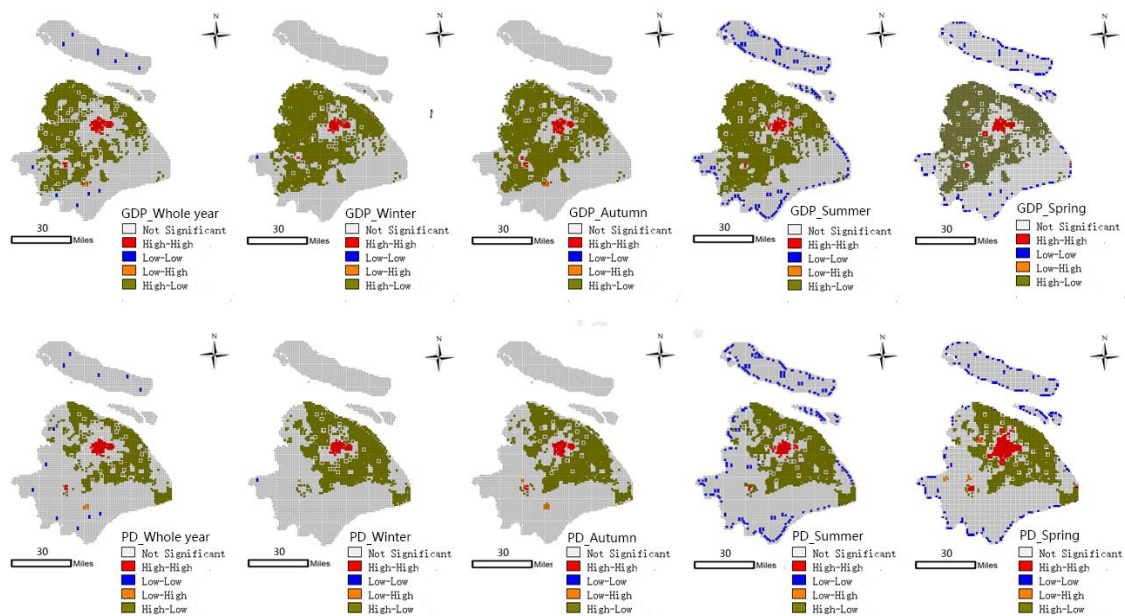 N N N N N
GDP_Whole year
Not Significant
High-High
Low-Low
Low-High
High-Low
30
Miles
GDP_Winter
Not Significant
High-High
Low-Low
Low-High
High-Low
30
Miles
GDP_Autumn
Not Significant
High-High
Low-Low
Low-High
High-Low
30
Miles
GDP_Summer
Not Significant
High-High
Low-Low
Low-High
High-Low
30
Miles
GDP_Spring
Not Significant
High-High
Low-Low
Low-High
High-Low
30
Miles
N N N N N
PD_Whole year
Not Significant
High-High
Low-Low
Low-High
High-Low
30
Miles
PD_Winter
Not Significant
High-High
Low-Low
Low-High
High-Low
30
Miles
PD_Autumn
Not Significant
High-High
Low-Low
Low-High
High-Low
30
Miles
PD_Summer
Not Significant
High-High
Low-Low
Low-High
High-Low
30
Miles
PD_Spring
Not Significant
High-High
Low-Low
Low-High
High-Low
30
Miles